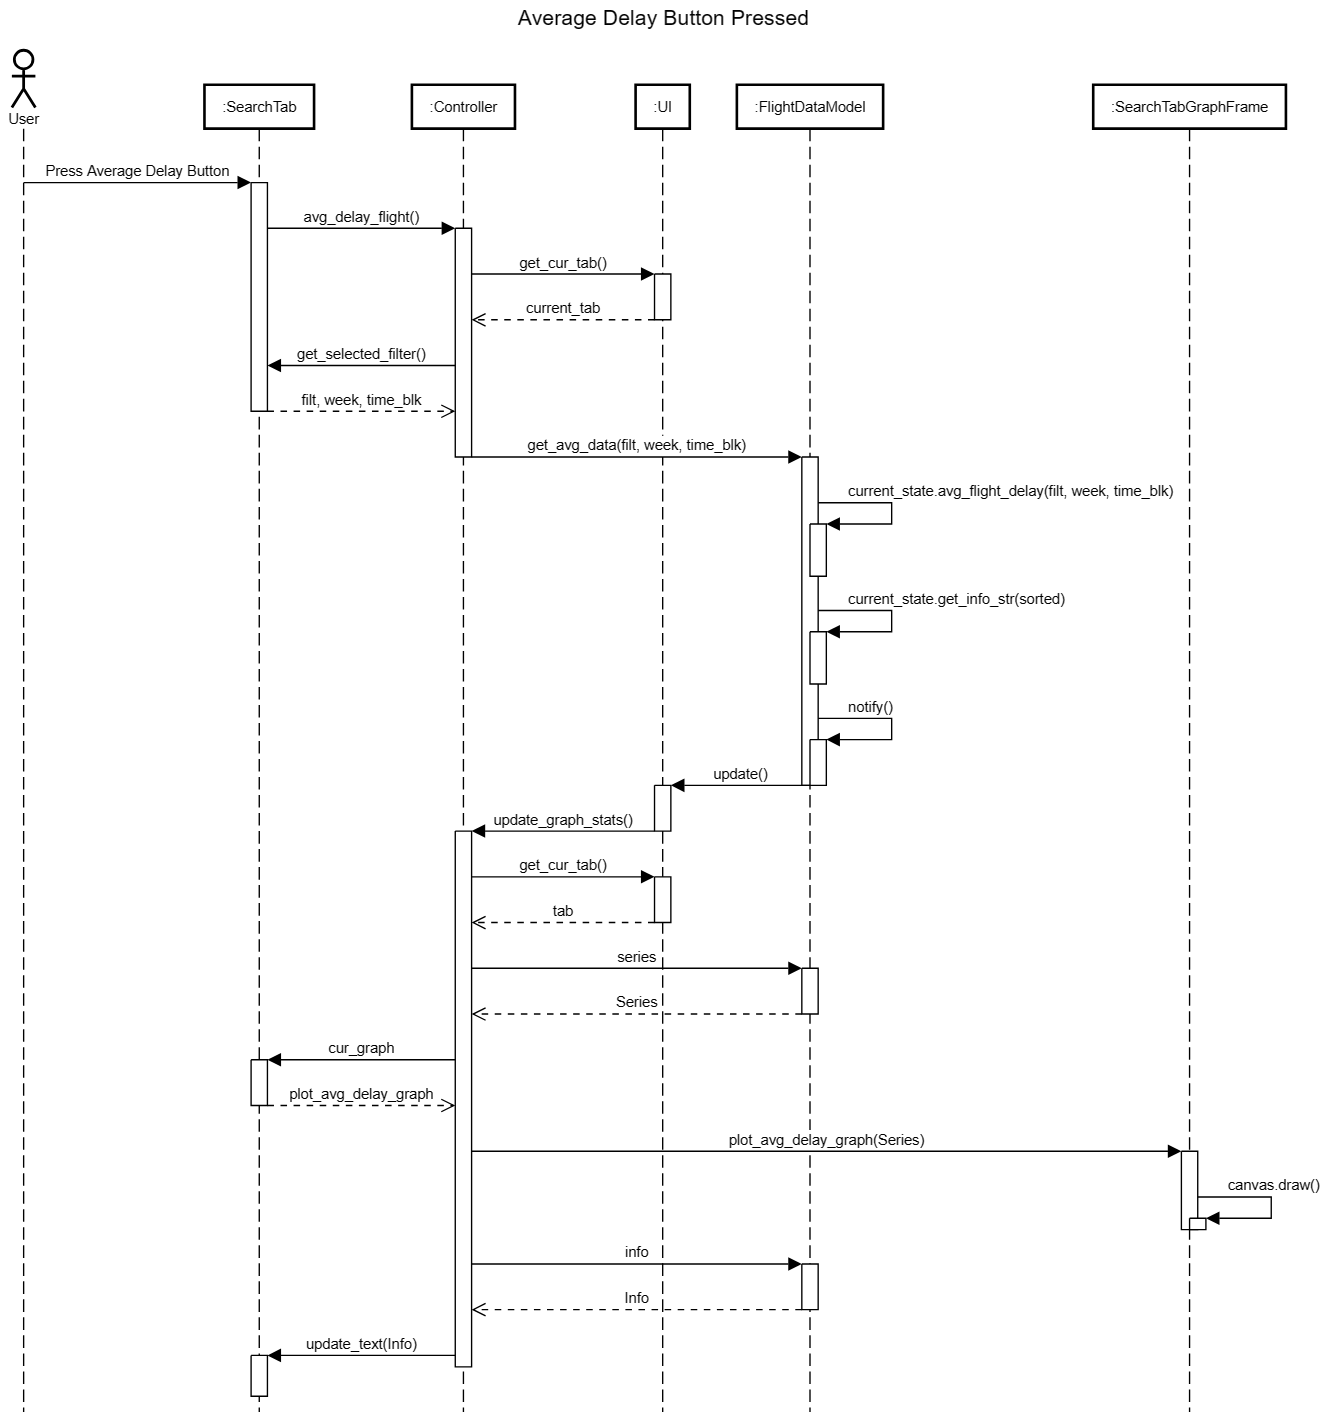 Average Delay Button Pressed
User
:SearchTab
:Controller
:UI
:FlightDataModel
:SearchTabGraphFrame
Press Average Delay Button
avg_delay_flight()
get_cur_tab()
current_tab
get_selected_filter()
filt, week, time_blk
get_avg_data(filt, week, time_blk)
current_state.avg_flight_delay(filt, week, time_blk)
current_state.get_info_str(sorted)
notify()
update()
update_graph_stats()
get_cur_tab()
tab
series
Series
cur_graph
plot_avg_delay_graph
plot_avg_delay_graph(Series)
canvas.draw()
info
Info
update_text(Info)